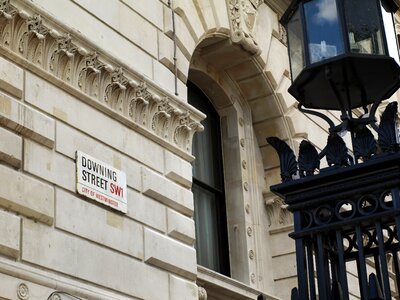 DOWNING
STREET SW1
CITY OF WESTMINSTER